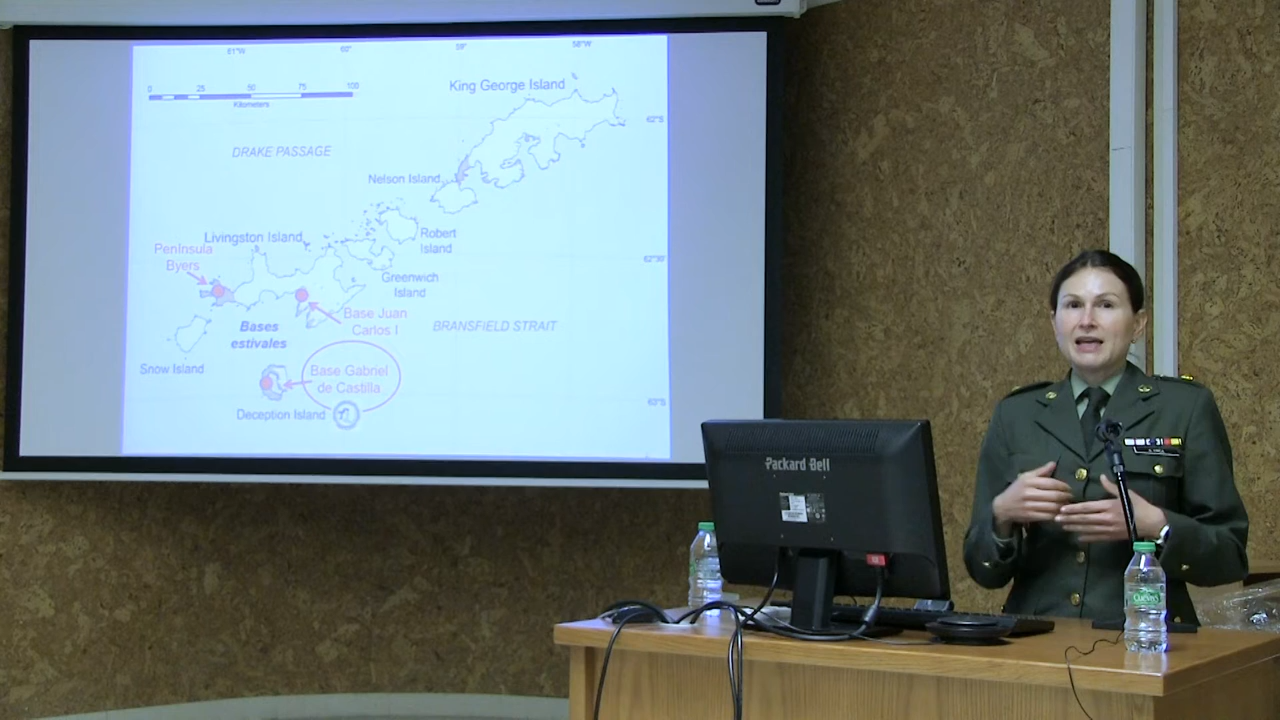 61°W
60°
59°
58°W
0 25 50 75 100
Kilometers
King George Island
62°S
DRAKE PASSAGE
Nelson Island
Livingston Island
Robert
Island
Península
Byers
62°30'
Greenwich
Island
Base Juan
Carlos I
BRANSFIELD STRAIT
Bases
estivales
Snow Island
Base Gabriel
de Castilla
63°S
Deception Island
Packard Bell